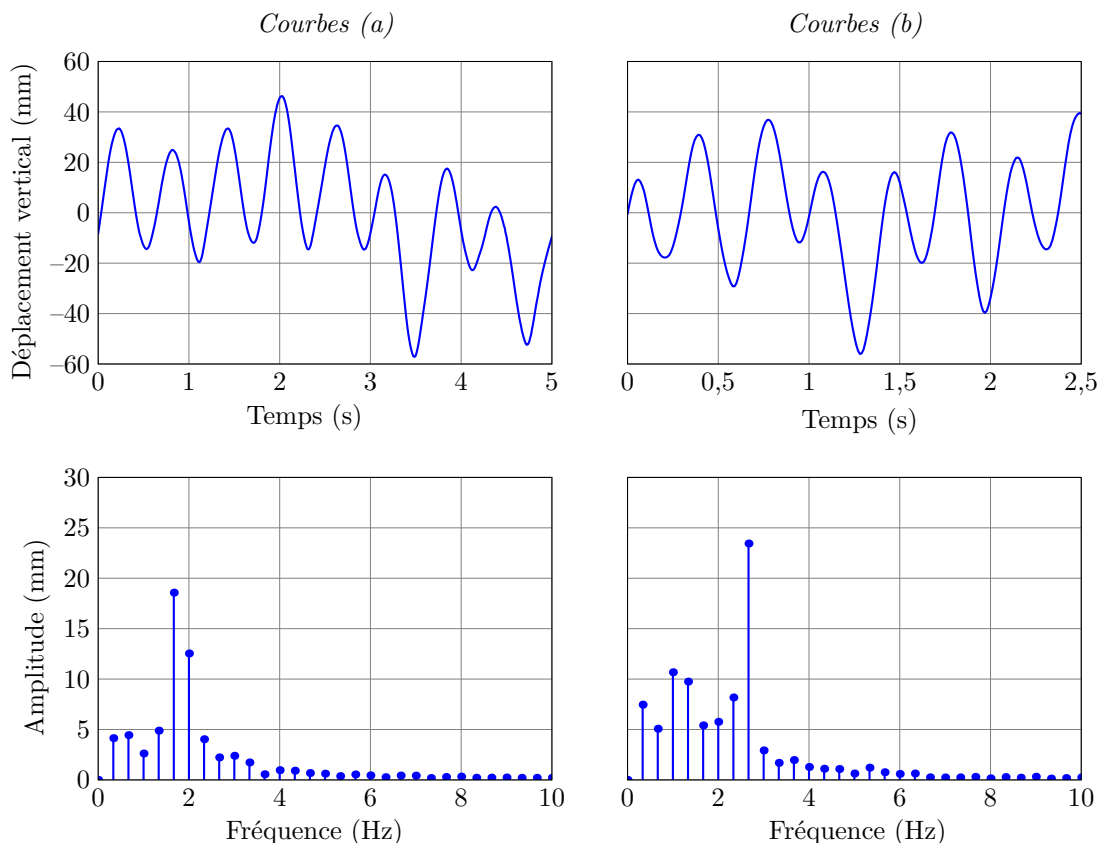 Courbes (a)
Courbes (b)
Déplacement vertical (mm)
60
40
20
0
–20
–40
–60
0 1 2 3 4 5
Temps (s)
0 0,5 1 1,5 2 2,5
Temps (s)
Amplitude (mm)
30
25
20
15
10
5
0
0 2 4 6 8 10
Fréquence (Hz)
0 2 4 6 8 10
Fréquence (Hz)